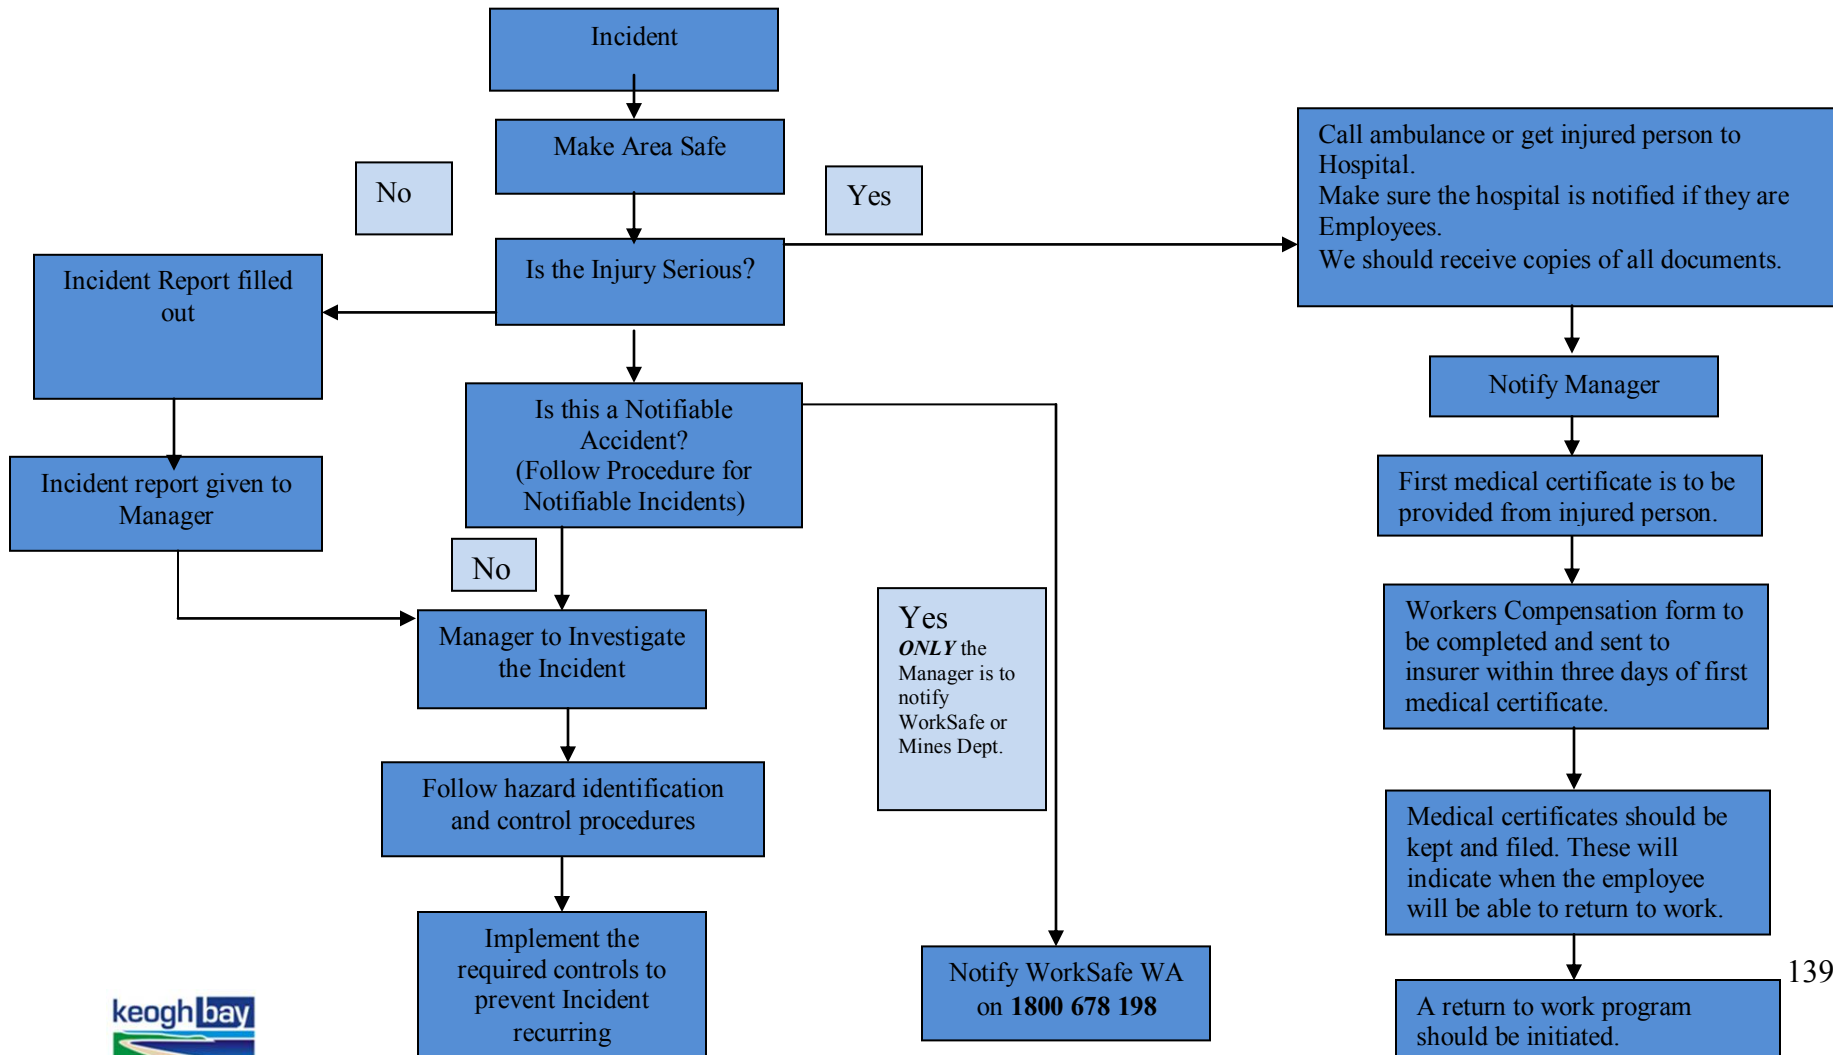 Incident
Make Area Safe
No
Yes
Is the Injury Serious?
Call ambulance or get injured person to
Hospital.
Make sure the hospital is notified if they are
Employees.
We should receive copies of all documents.
Incident Report filled
out
Notify Manager
Is this a Notifiable
Accident?
(Follow Procedure for
Notifiable Incidents)
Incident report given to
Manager
First medical certificate is to be
provided from injured person.
No
Yes
ONLY the
Manager is to
notify
WorkSafe or
Mines Dept.
Workers Compensation form to
be completed and sent to
insurer within three days of first
medical certificate.
Manager to Investigate
the Incident
Follow hazard identification
and control procedures
Medical certificates should be
kept and filed. These will
indicate when the employee
will be able to return to work.
Implement the
required controls to
prevent Incident
recurring
Notify WorkSafe WA
on 1800 678 198
139
A return to work program
should be initiated.
keogh bay